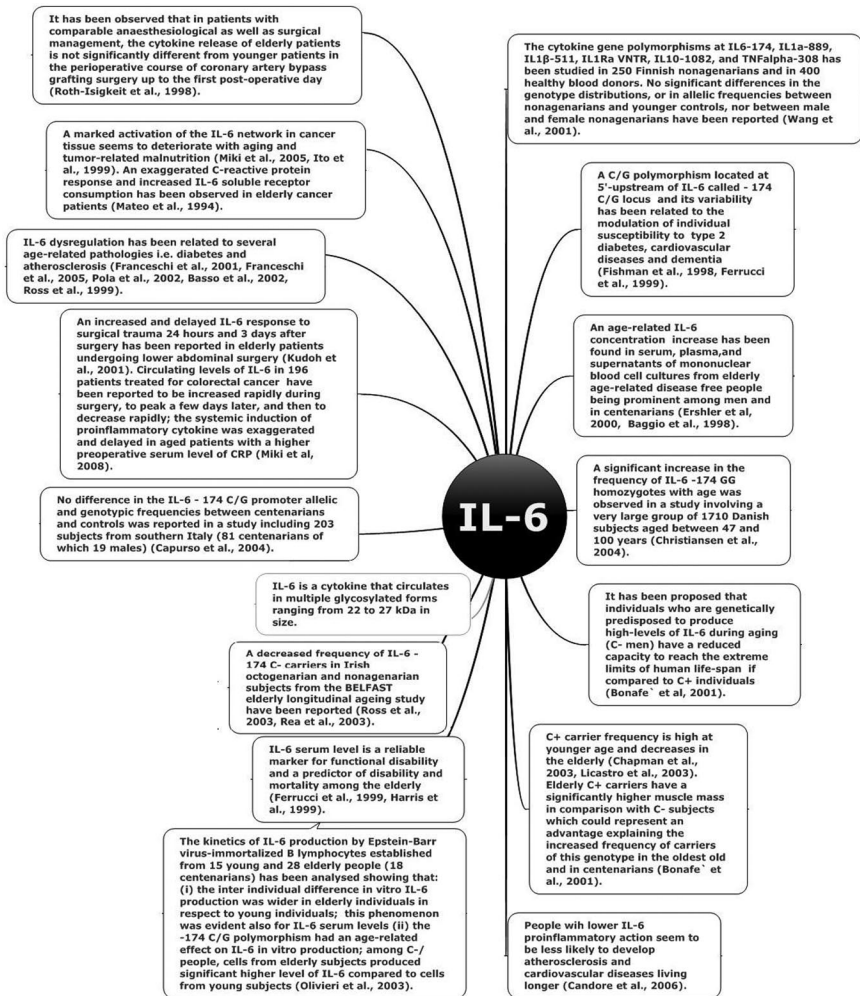 It has been observed that in patients with
comparable anaesthesiological as well as surgical
management, the cytokine release of elderly patients
is not significantly different from younger patients
in the perioperative course of coronary artery bypass
grafting surgery up to the first post-operative day
(Roth-Isigkeit et al., 1998).
A marked activation of the IL-6 network in cancer
tissue seems to deteriorate with aging and
tumor-related malnutrition (Miki et al., 2005, Ito et
al., 1999). An exaggerated C-reactive protein
response and increased IL-6 soluble receptor
consumption has been observed in elderly cancer
patients (Mateo et al., 1994).
IL-6 dysregulation has been related to several
age-related pathologies i.e. diabetes and
atherosclerosis (Franceschi et al., 2001, Franceschi
et al., 2005, Pola et al., 2002, Basso et al., 2002,
Ross et al., 1999).
An increased and delayed IL-6 response to
surgical trauma 24 hours and 3 days after
surgery has been reported in elderly patients
undergoing lower abdominal surgery (Kudoh et
al., 2001). Circulating levels of IL-6 in 196
patients treated for colorectal cancer have
been reported to be increased rapidly during
surgery, to peak a few days later, and then to
decrease rapidly; the systemic induction of
proinflammatory cytokine was exaggerated
and delayed in aged patients with a higher
preoperative serum level of CRP (Miki et al,
2008).
No difference in the IL-6 - 174 C/G promoter allelic
and genotypic frequencies between centenarians
and controls was reported in a study including 203
subjects from southern Italy (81 centenarians of
which 19 males) (Capurso et al., 2004).
IL-6 is a cytokine that circulates
in multiple glycosylated forms
ranging from 22 to 27 kDa in
size.
A decreased frequency of IL-6 -
174 C- carriers in Irish
octogenarian and nonagenarian
subjects from the BELFAST
elderly longitudinal ageing study
have been reported (Ross et al.,
2003, Rea et al., 2003).
IL-6 serum level is a reliable
marker for functional disability
and a predictor of disability and
mortality among the elderly
(Ferrucci et al., 1999, Harris et
al., 1999).
The kinetics of IL-6 production by Epstein-Barr
virus-immortalized B lymphocytes established
from 15 young and 28 elderly people (18
centenarians) has been analysed showing that:
(i) the inter individual difference in vitro IL-6
production was wider in elderly individuals in
respect to young individuals; this phenomenon
was evident also for IL-6 serum levels (ii) the
-174 C/G polymorphism had an age-related
effect on IL-6 in vitro production; among C-/
people, cells from elderly subjects produced
significant higher level of IL-6 compared to cells
from young subjects (Olivieri et al., 2003).
IL-6
The cytokine gene polymorphisms at IL6-174, IL1a-889,
IL1β-511, IL1Ra VNTR, IL10-1082, and TNFalpha-308 has
been studied in 250 Finnish nonagenarians and in 400
healthy blood donors. No significant differences in the
genotype distributions, or in allelic frequencies between
nonagenarians and younger controls, nor between male
and female nonagenarians have been reported (Wang et
al., 2001).
A C/G polymorphism located at
5'-upstream of IL-6 called - 174
C/G locus and its variability
has been related to the
modulation of individual
susceptibility to type 2
diabetes, cardiovascular
diseases and dementia
(Fishman et al., 1998, Ferrucci
et al., 1999).
An age-related IL-6
concentration increase has been
found in serum, plasma,and
supernatants of mononuclear
blood cell cultures from elderly
age-related disease free people
being prominent among men and
in centenarians (Ershler et al,
2000, Baggio et al., 1998).
A significant increase in the
frequency of IL-6 -174 GG
homozygotes with age was
observed in a study involving a
very large group of 1710 Danish
subjects aged between 47 and
100 years (Christiansen et al.,
2004).
It has been proposed that
individuals who are genetically
predisposed to produce
high-levels of IL-6 during aging
(C- men) have a reduced
capacity to reach the extreme
limits of human life-span if
compared to C+ individuals
(Bonafe` et al, 2001).
C+ carrier frequency is high at
younger age and decreases in
the elderly (Chapman et al.,
2003, Licastro et al., 2003).
Elderly C+ carriers have a
significantly higher muscle mass
in comparison with C- subjects
which could represent an
advantage explaining the
increased frequency of carriers
of this genotype in the oldest old
and in centenarians (Bonafe` et
al., 2001).
People wih lower IL-6
proinflammatory action seem to
be less likely to develop
atherosclerosis and
cardiovascular diseases living
longer (Candore et al., 2006).